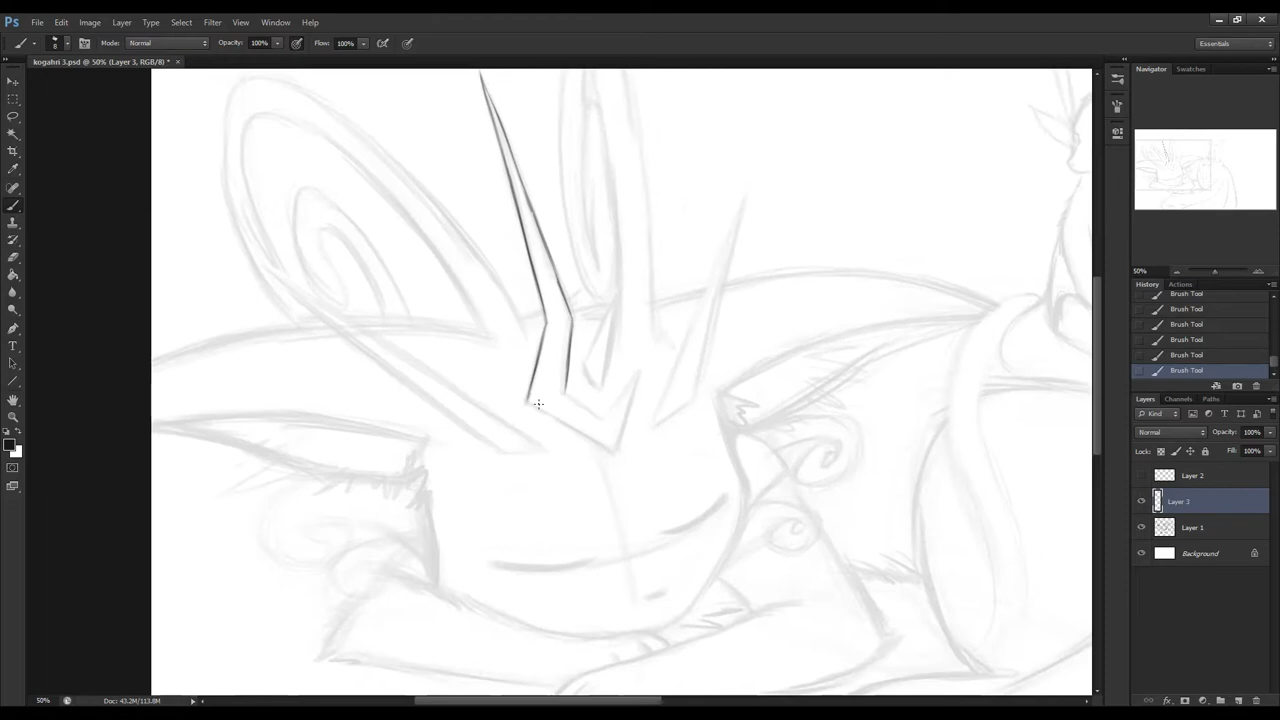 Ps File Edit Image Layer Type Select Filter View Window Help
8 Mode: Normal Opacity: 100% Flow: 100% Essentials
kogahri 3.psd @ 50% (Layer 3, RGB/8) * ×
Navigator Swatches
50%
History Actions
Brush Tool
Brush Tool
Brush Tool
Brush Tool
Brush Tool
Brush Tool
Layers Channels Paths
Kind
Normal Opacity: 100%
Lock: Fill: 100%
Layer 2
Layer 3
Layer 1
Background
50% Doc: 43.2M/113.8M
fx